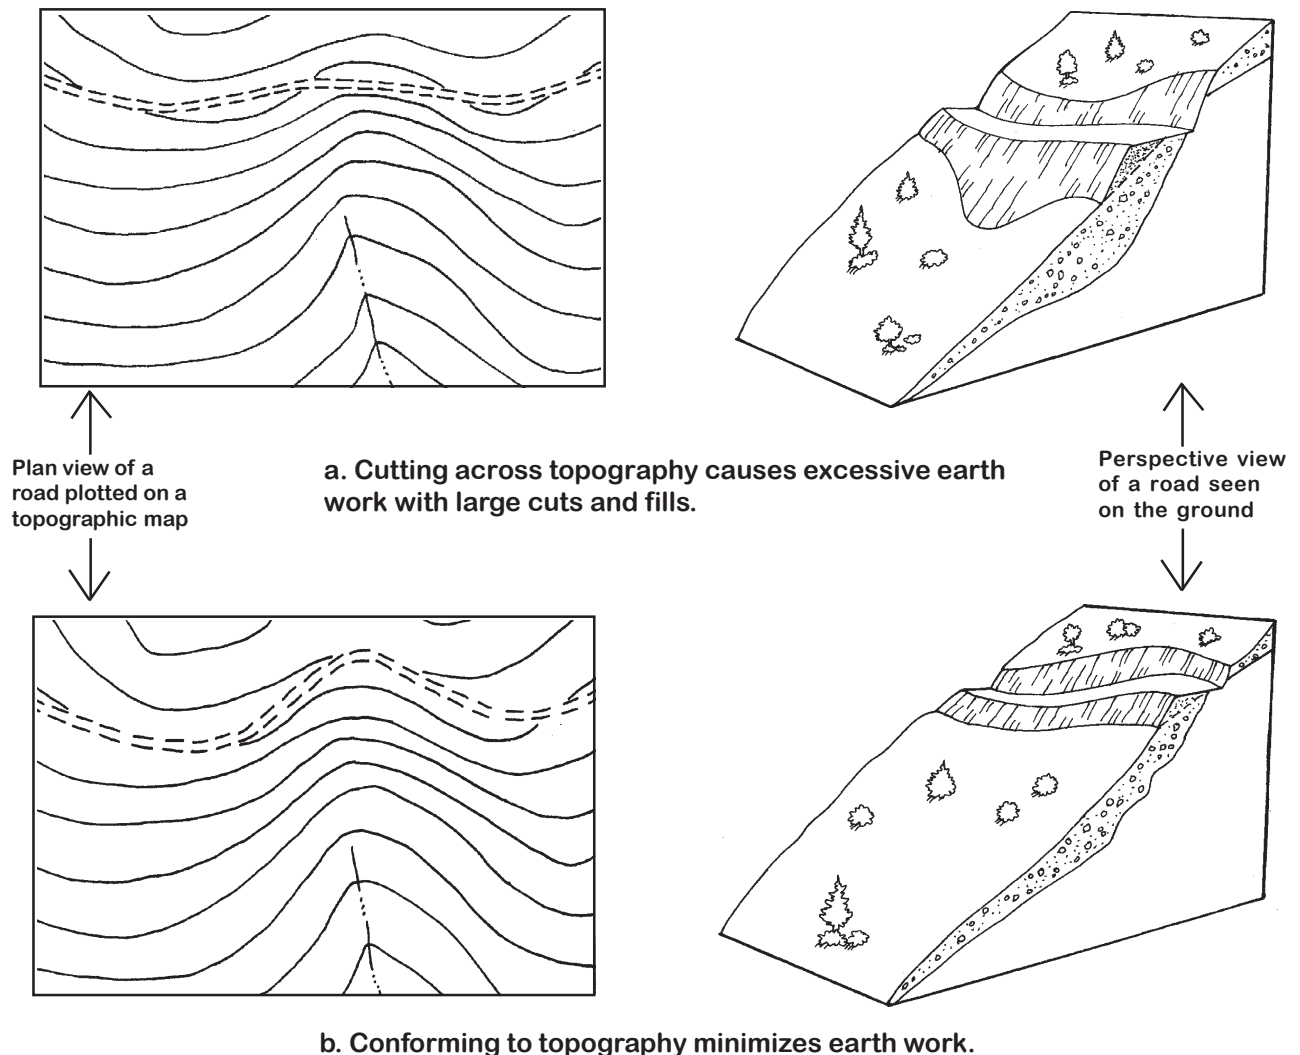 Plan view of a
road plotted on a
topographic map
a. Cutting across topography causes excessive earth
work with large cuts and fills.
Perspective view
of a road seen
on the ground
b. Conforming to topography minimizes earth work.